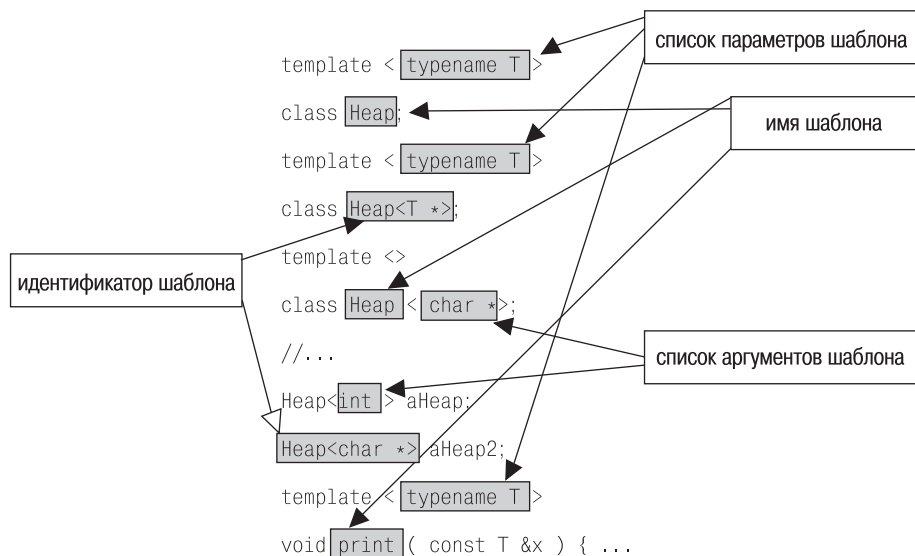 список параметров шаблона
template < typename T >
class Heap;
имя шаблона
template < typename T >
class Heap<T *>;
template <>
идентификатор шаблона
class Heap < char *>;
//...
список аргументов шаблона
Heap<int > aHeap;
Heap<char *> aHeap2;
template < typename T >
void print ( const T &x ) { ...